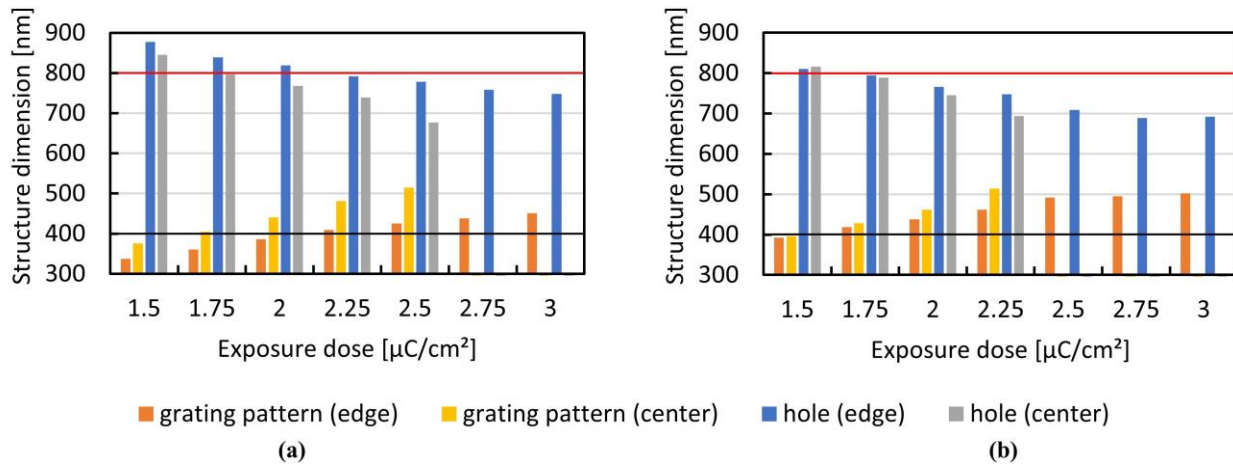 Structure dimension [nm]
900
800
700
600
500
400
300
1.5 1.75 2 2.25 2.5 2.75 3
Exposure dose [µC/cm²]
Structure dimension [nm]
900
800
700
600
500
400
300
1.5 1.75 2 2.25 2.5 2.75 3
Exposure dose [µC/cm²]
grating pattern (edge) grating pattern (center) hole (edge) hole (center)
(a) (b)